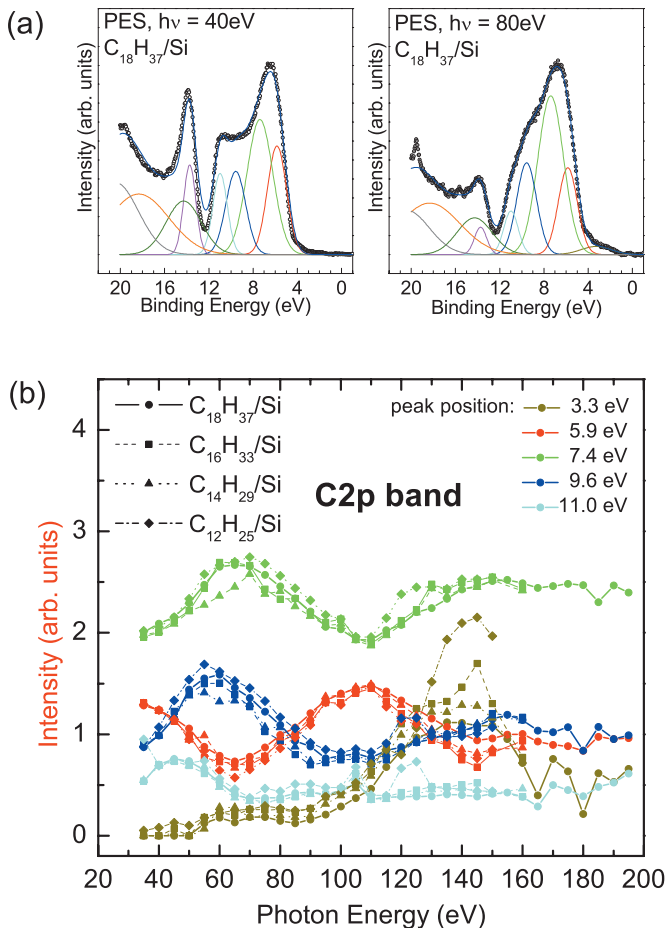 (a)
PES, hν = 40eV
C₁₈H₃₇/Si
Intensity (arb. units)
20 16 12 8 4 0
Binding Energy (eV)
PES, hν = 80eV
C₁₈H₃₇/Si
Intensity (arb. units)
20 16 12 8 4 0
Binding Energy (eV)
(b)
C₁₈H₃₇/Si
C₁₆H₃₃/Si
C₁₄H₂₉/Si
C₁₂H₂₅/Si
peak position: 3.3 eV
5.9 eV
7.4 eV
9.6 eV
11.0 eV
C2p band
Intensity (arb. units)
4
3
2
1
0
20 40 60 80 100 120 140 160 180 200
Photon Energy (eV)